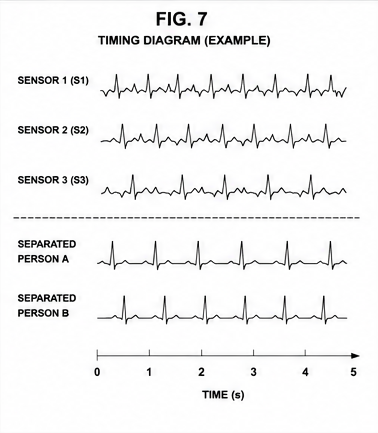 FIG. 7
TIMING DIAGRAM (EXAMPLE)
SENSOR 1 (S1)
SENSOR 2 (S2)
SENSOR 3 (S3)
SEPARATED
PERSON A
SEPARATED
PERSON B
0 1 2 3 4 5
TIME (s)